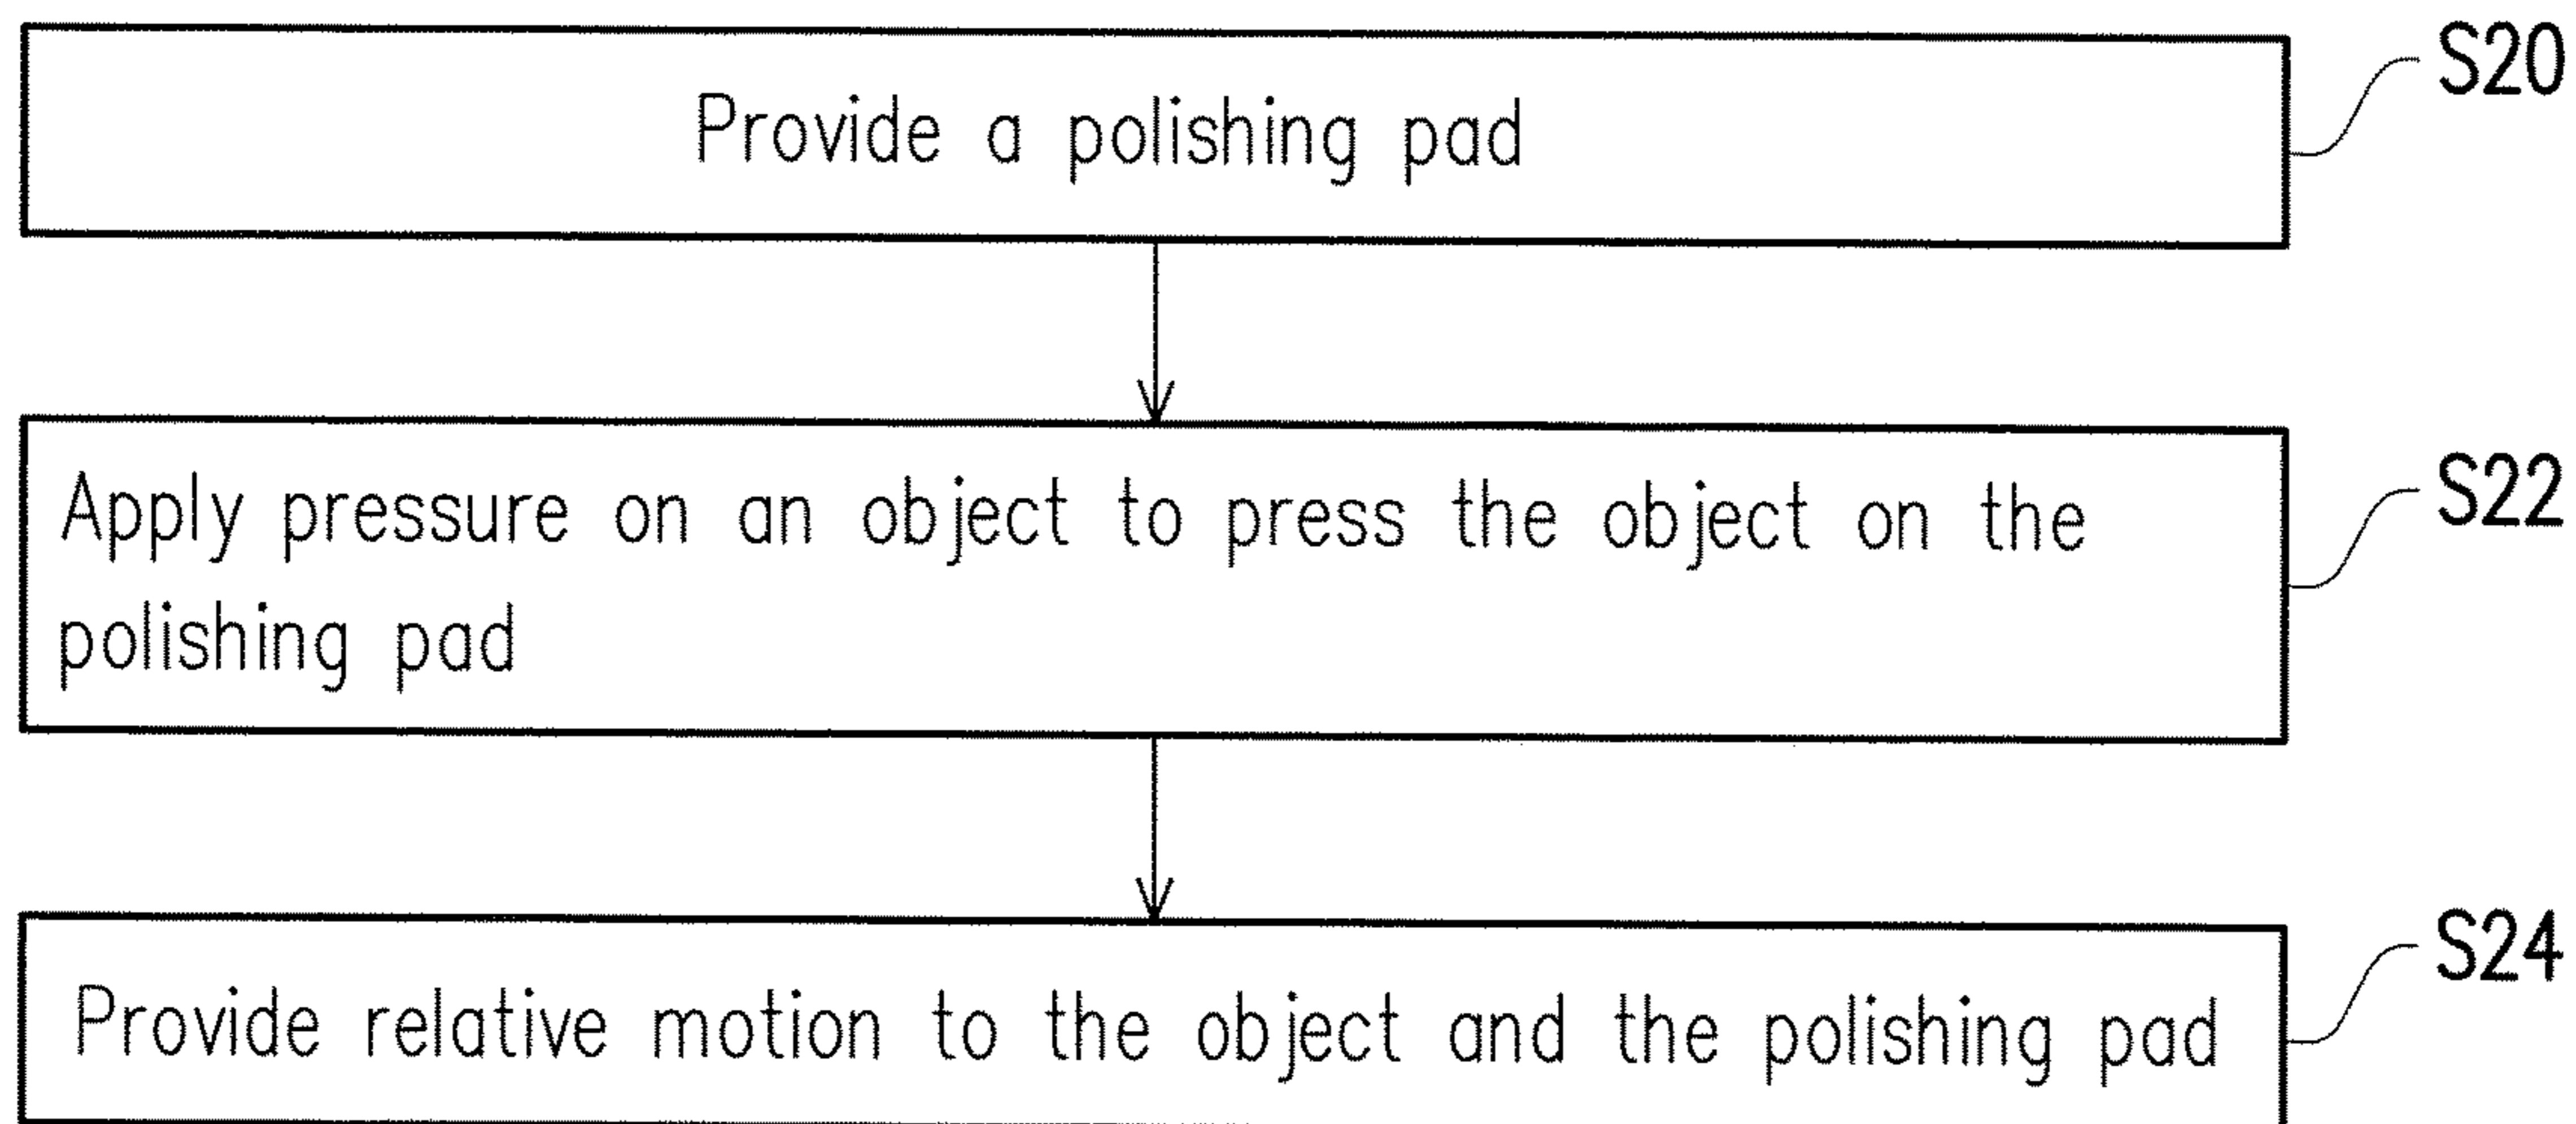 Provide a polishing pad
S20
Apply pressure on an object to press the object on the
polishing pad
S22
Provide relative motion to the object and the polishing pad
S24